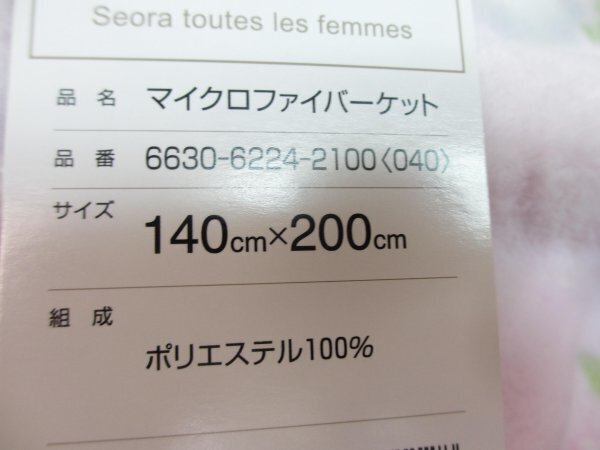 Seora toutes les femmes
品名 マイクロファイバーケット
品番 6630-6224-2100〈040〉
サイズ 140cm×200cm
組成 ポリエステル100%